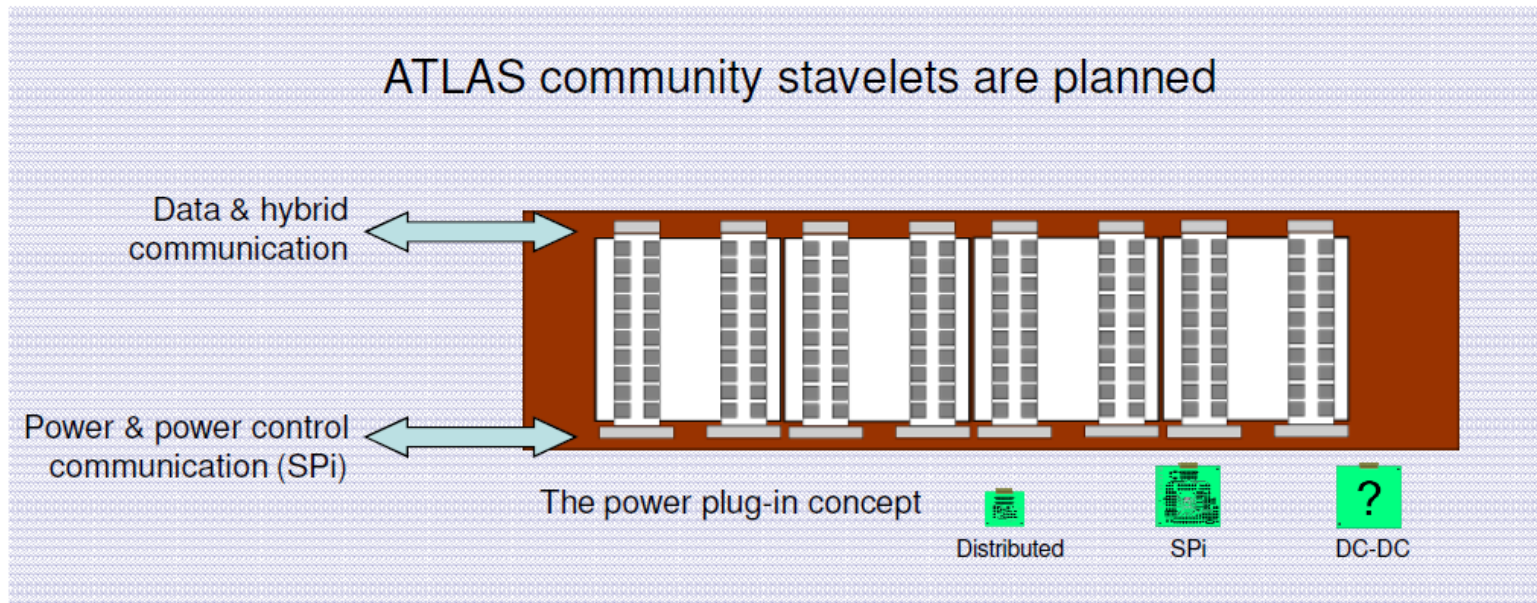 ATLAS community stavelets are planned
Data & hybrid
communication
Power & power control
communication (SPi)
The power plug-in concept
?
Distributed
SPi
DC-DC